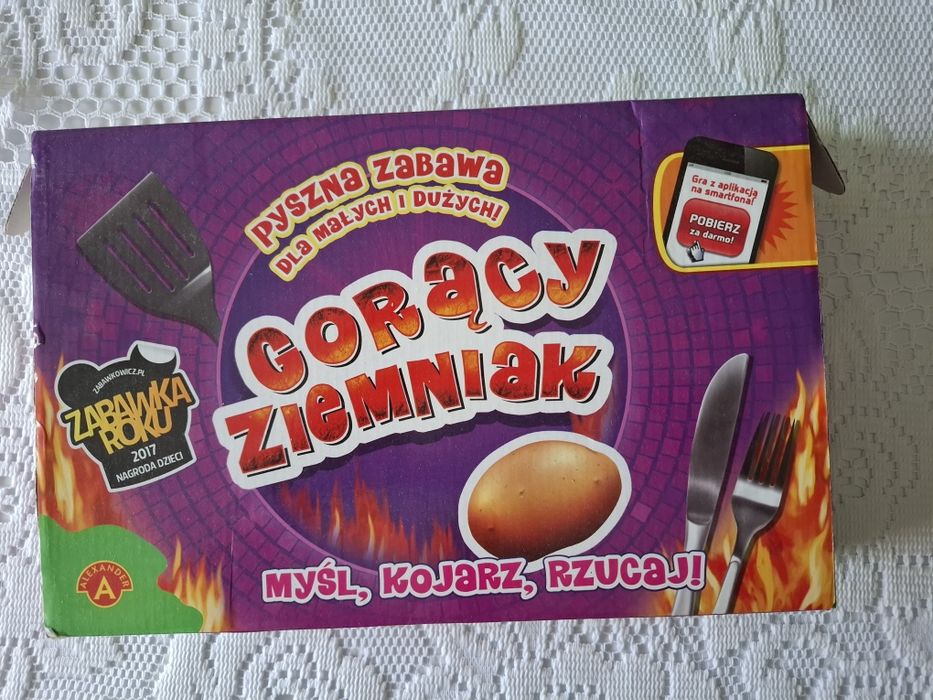 PYSZNA ZABAWA
DLA MAŁYCH I DUŻYCH!
Gra z aplikacją
na smartfona!
POBIERZ
za darmo!
GORĄCY
ZIEMNIAK
ZABAWKOWICZ.PL
ZABAWKA
ROKU
2017
NAGRODA DZIECI
ALEXANDER
A
MYŚL, KOJARZ, RZUCAJ!